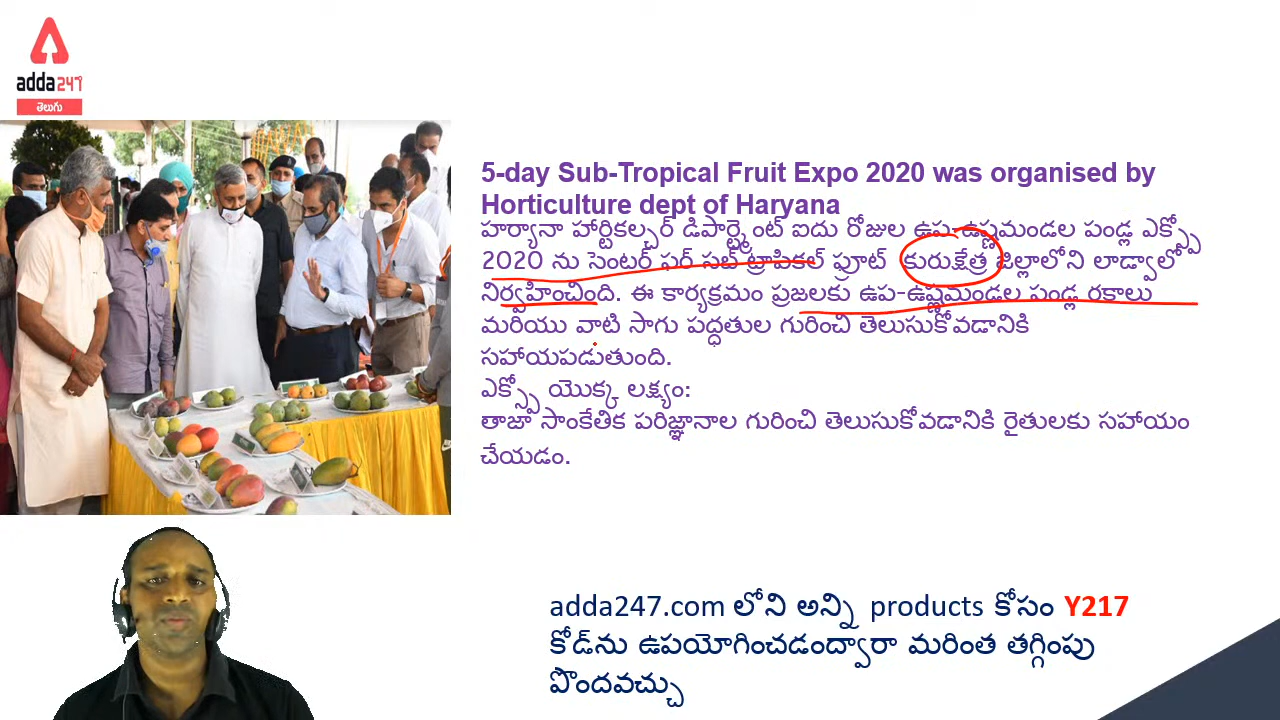 adda247
తెలుగు
5-day Sub-Tropical Fruit Expo 2020 was organised by
Horticulture dept of Haryana
హర్యానా హార్టికల్చర్ డిపార్ట్మెంట్ ఐదు రోజుల ఉప-ఉష్ణమండల పండ్ల ఎక్స్పో
2020 ను సెంటర్ ఫర్ సబ్ ట్రాపికల్ ఫ్రూట్ కురుక్షేత్ర జిల్లాలోని లాడ్వాలో
నిర్వహించింది. ఈ కార్యక్రమం ప్రజలకు ఉప-ఉష్ణమండల పండ్ల రకాలు
మరియు వాటి సాగు పద్ధతుల గురించి తెలుసుకోవడానికి
సహాయపడుతుంది.
ఎక్స్పో యొక్క లక్ష్యం:
తాజా సాంకేతిక పరిజ్ఞానాల గురించి తెలుసుకోవడానికి రైతులకు సహాయం
చేయడం.
adda247.com లోని అన్ని products కోసం Y217
కోడ్‌ను ఉపయోగించడంద్వారా మరింత తగ్గింపు
పొందవచ్చు